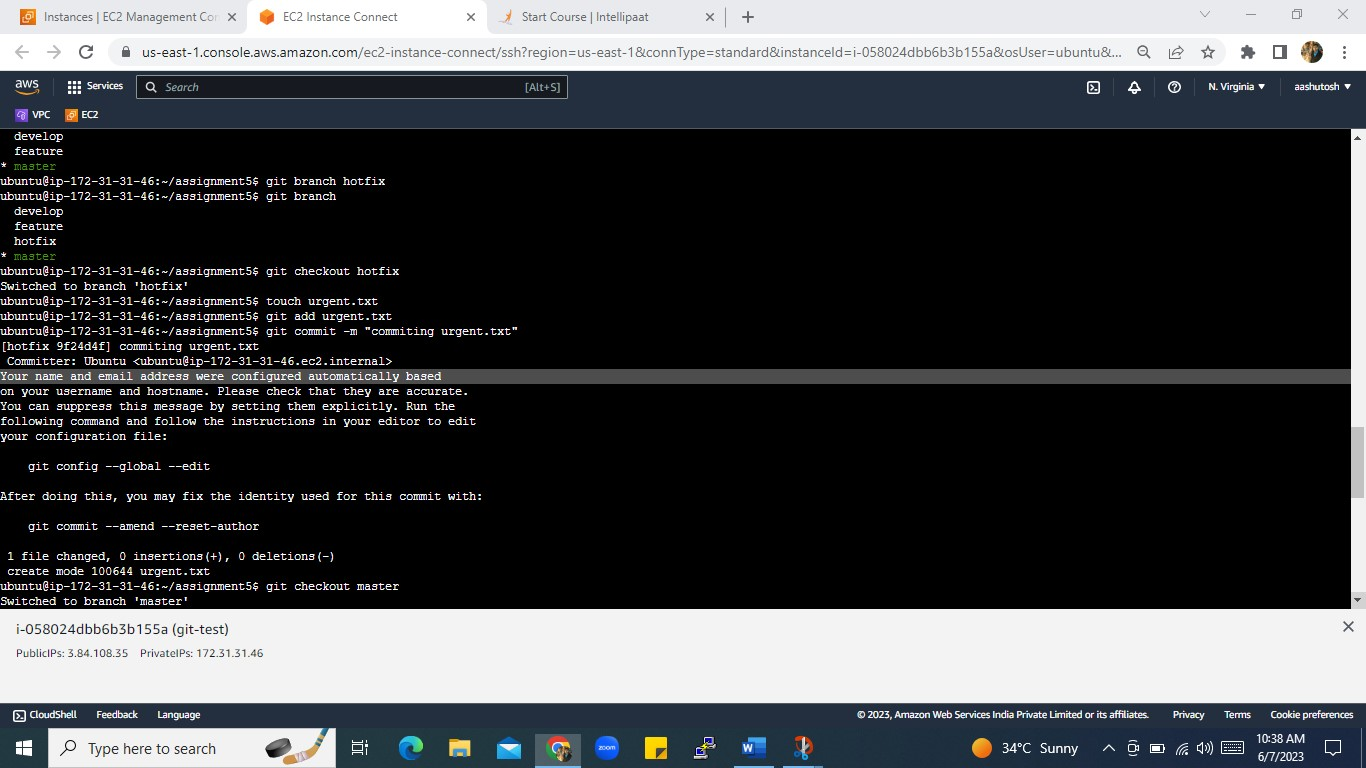 Instances | EC2 Management Con
EC2 Instance Connect
Start Course | Intellipaat
us-east-1.console.aws.amazon.com/ec2-instance-connect/ssh?region=us-east-1&connType=standard&instanceId=i-058024dbb6b3b155a&osUser=ubuntu&...
aws
Services
Search
[Alt+S]
N. Virginia
aashutosh
VPC
EC2
develop
feature
* master
ubuntu@ip-172-31-31-46:~/assignment5$ git branch hotfix
ubuntu@ip-172-31-31-46:~/assignment5$ git branch
develop
feature
hotfix
* master
ubuntu@ip-172-31-31-46:~/assignment5$ git checkout hotfix
Switched to branch 'hotfix'
ubuntu@ip-172-31-31-46:~/assignment5$ touch urgent.txt
ubuntu@ip-172-31-31-46:~/assignment5$ git add urgent.txt
ubuntu@ip-172-31-31-46:~/assignment5$ git commit -m "commiting urgent.txt"
[hotfix 9f24d4f] commiting urgent.txt
Committer: Ubuntu <ubuntu@ip-172-31-31-46.ec2.internal>
Your name and email address were configured automatically based
on your username and hostname. Please check that they are accurate.
You can suppress this message by setting them explicitly. Run the
following command and follow the instructions in your editor to edit
your configuration file:
git config --global --edit
After doing this, you may fix the identity used for this commit with:
git commit --amend --reset-author
1 file changed, 0 insertions(+), 0 deletions(-)
create mode 100644 urgent.txt
ubuntu@ip-172-31-31-46:~/assignment5$ git checkout master
Switched to branch 'master'
i-058024dbb6b3b155a (git-test)
PublicIPs: 3.84.108.35 PrivateIPs: 172.31.31.46
CloudShell
Feedback
Language
© 2023, Amazon Web Services India Private Limited or its affiliates.
Privacy
Terms
Cookie preferences
Type here to search
zoom
W
34°C Sunny
10:38 AM
6/7/2023